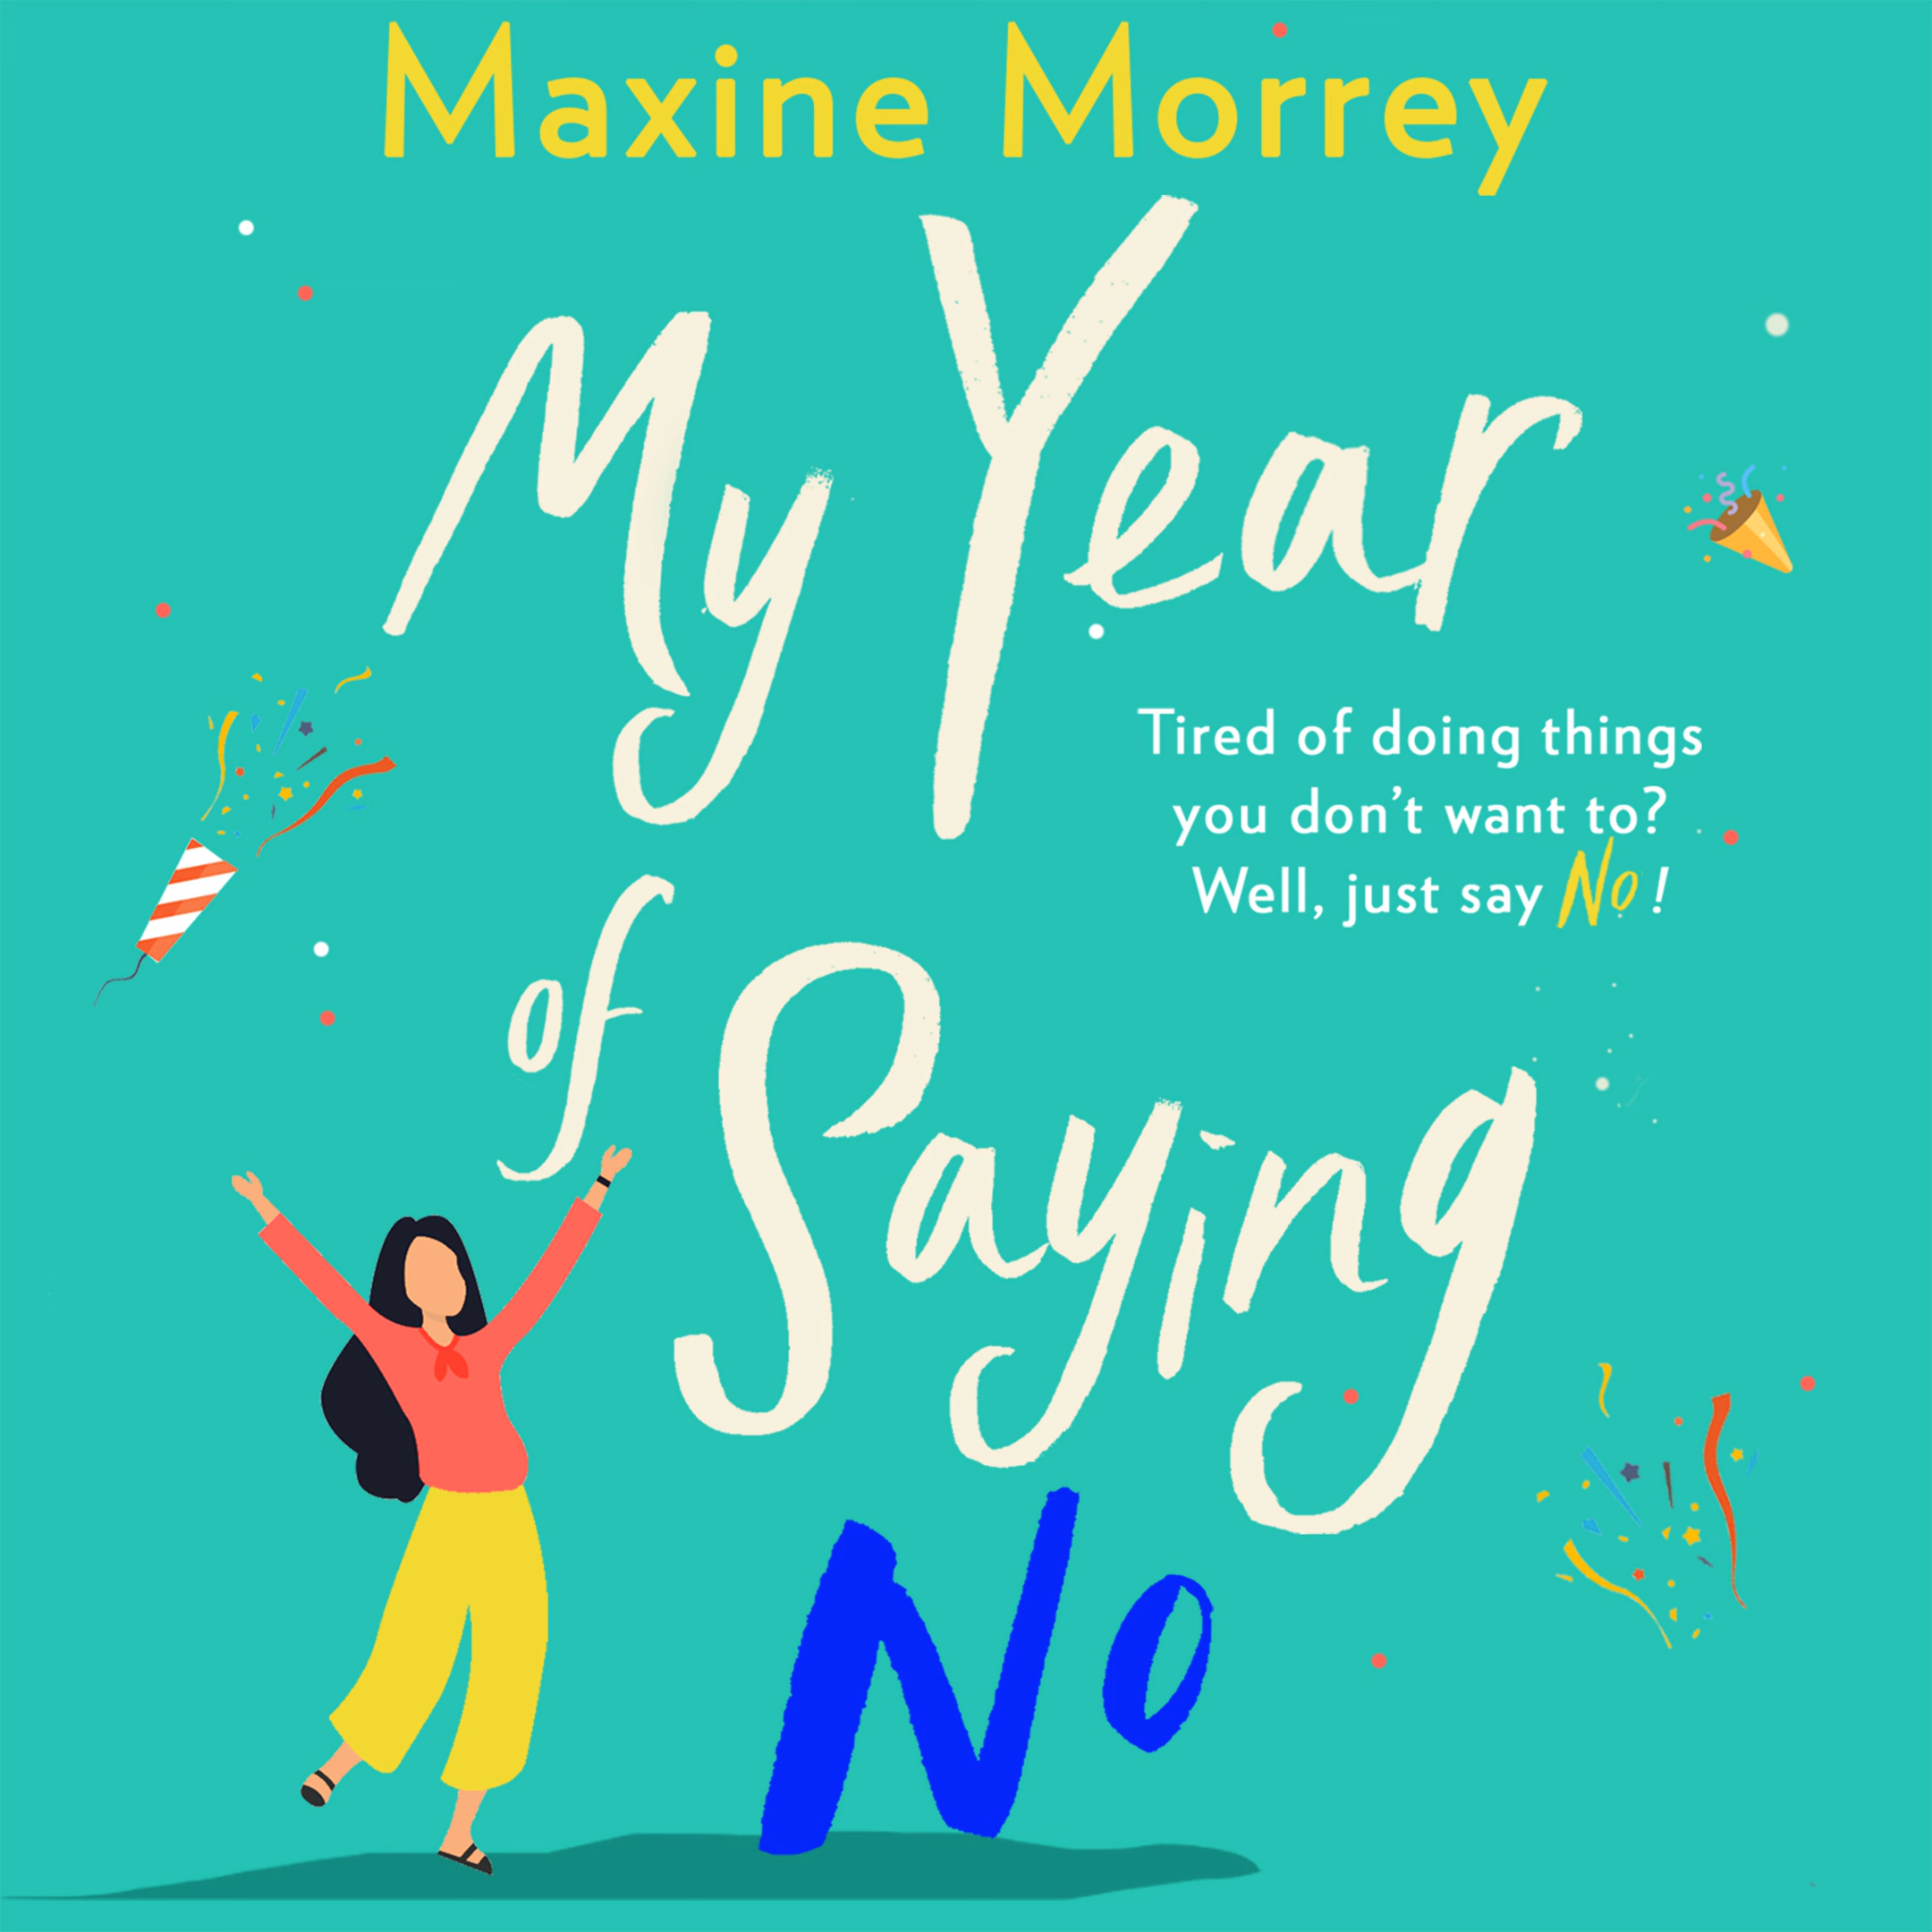 Maxine Morrey
My Year
Tired of doing things
you don't want to?
Well, just say No!
of Saying
No